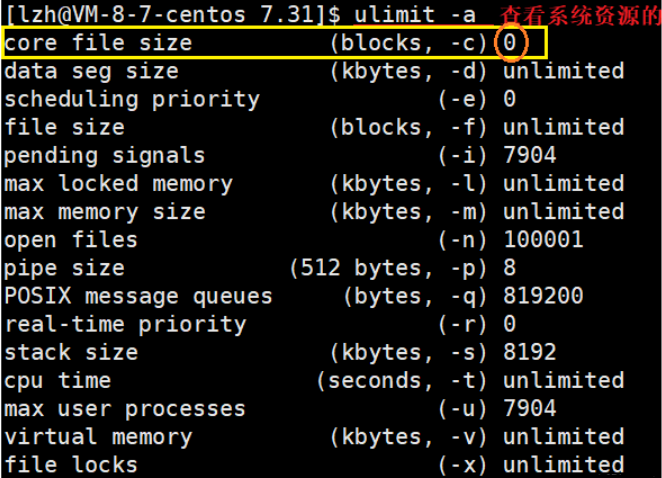 [lzh@VM-8-7-centos 7.31]$ ulimit -a 查看系统资源的
core file size (blocks, -c) 0
data seg size (kbytes, -d) unlimited
scheduling priority (-e) 0
file size (blocks, -f) unlimited
pending signals (-i) 7904
max locked memory (kbytes, -l) unlimited
max memory size (kbytes, -m) unlimited
open files (-n) 100001
pipe size (512 bytes, -p) 8
POSIX message queues (bytes, -q) 819200
real-time priority (-r) 0
stack size (kbytes, -s) 8192
cpu time (seconds, -t) unlimited
max user processes (-u) 7904
virtual memory (kbytes, -v) unlimited
file locks (-x) unlimited